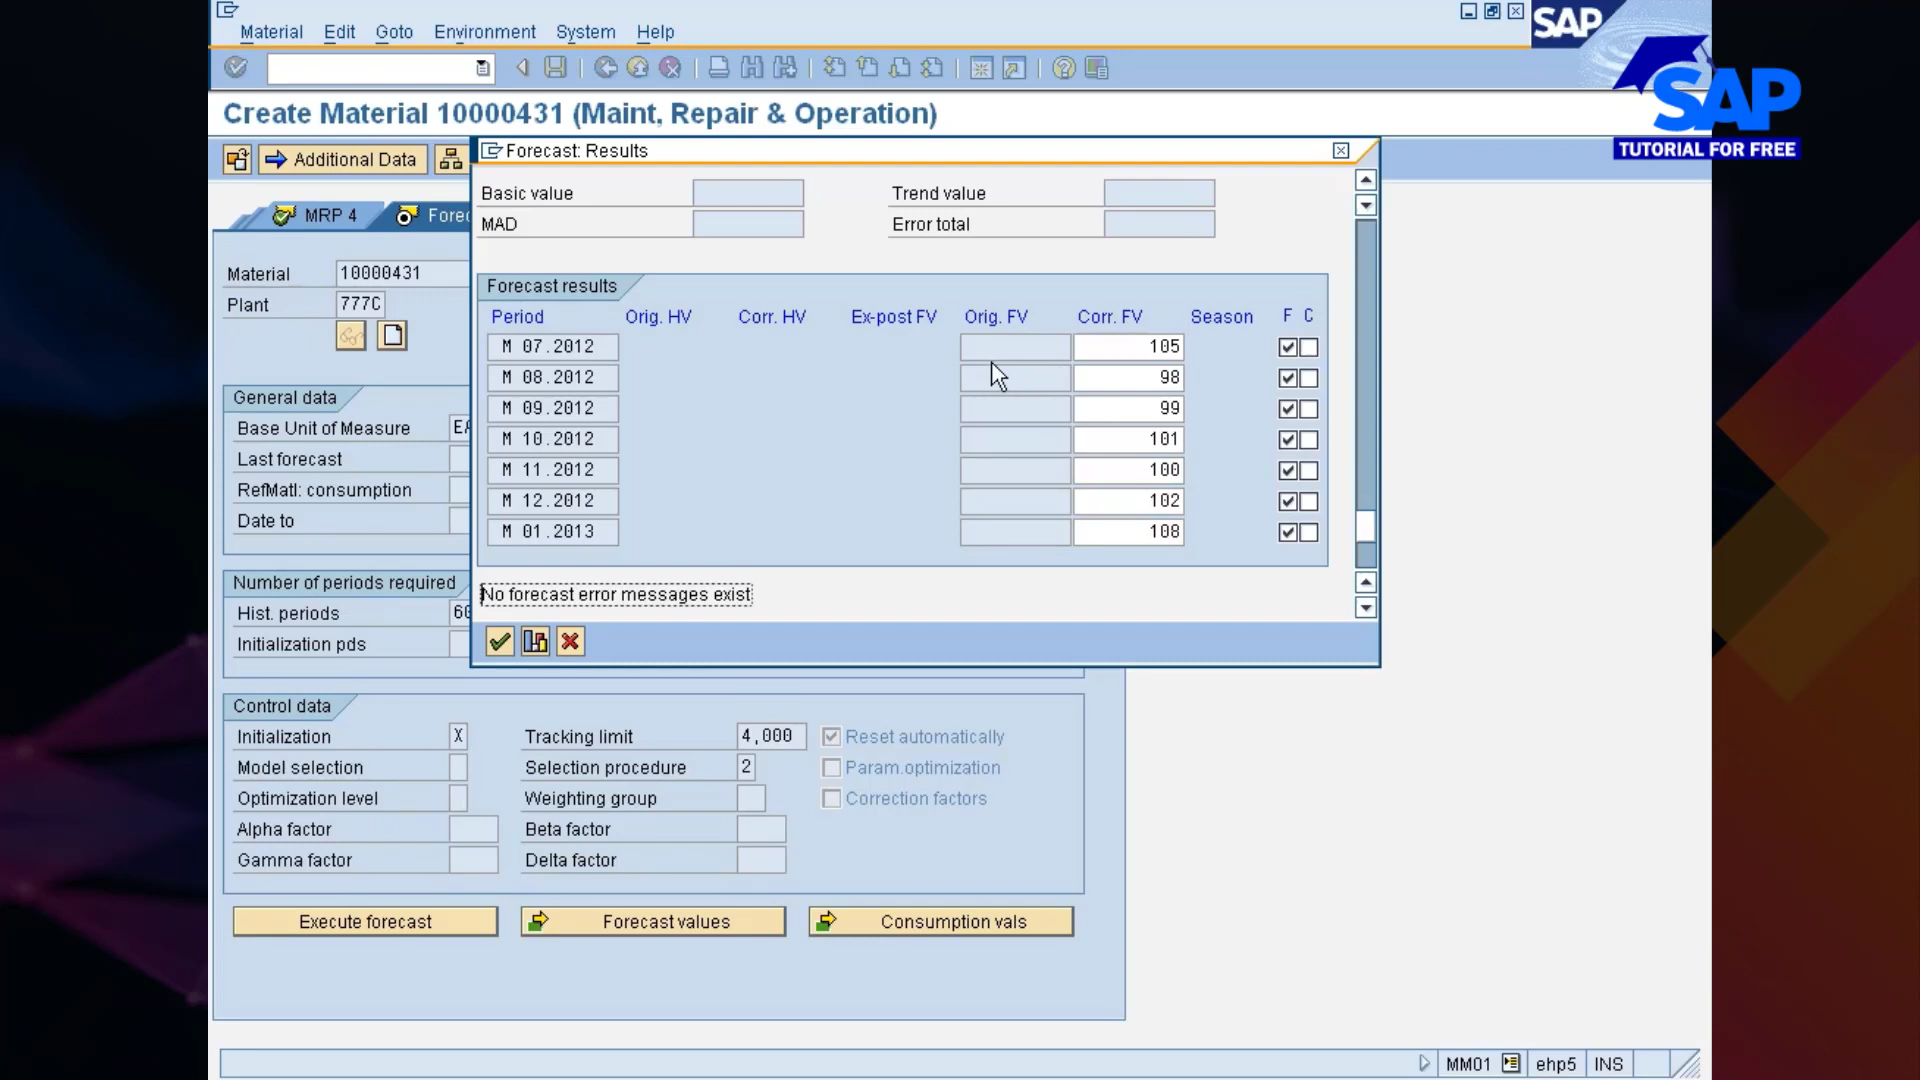 Material Edit Goto Environment System Help
SAP
Create Material 10000431 (Maint, Repair & Operation)
SAP
TUTORIAL FOR FREE
Additional Data
Forecast: Results
MRP 4
Forec
Basic value
Trend value
MAD
Error total
Material 10000431
Plant 777C
Forecast results
Period Orig. HV Corr. HV Ex-post FV Orig. FV Corr. FV Season F C
M 07.2012 105
M 08.2012 98
M 09.2012 99
M 10.2012 101
M 11.2012 100
M 12.2012 102
M 01.2013 108
No forecast error messages exist
General data
Base Unit of Measure EA
Last forecast
RefMatl: consumption
Date to
Number of periods required
Hist. periods 60
Initialization pds
Control data
Initialization X Tracking limit 4,000 Reset automatically
Model selection Selection procedure 2 Param.optimization
Optimization level Weighting group Correction factors
Alpha factor Beta factor
Gamma factor Delta factor
Execute forecast Forecast values Consumption vals
MM01 ehp5 INS